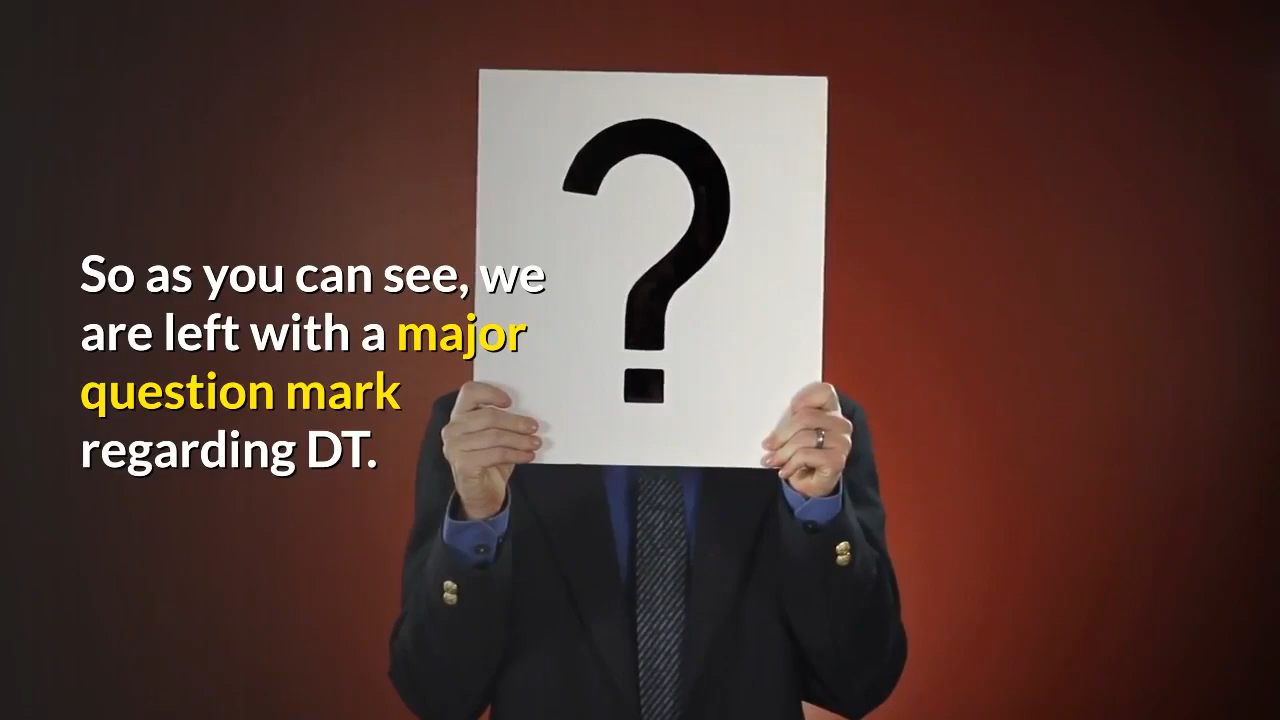 ?
So as you can see, we
are left with a major
question mark
regarding DT.